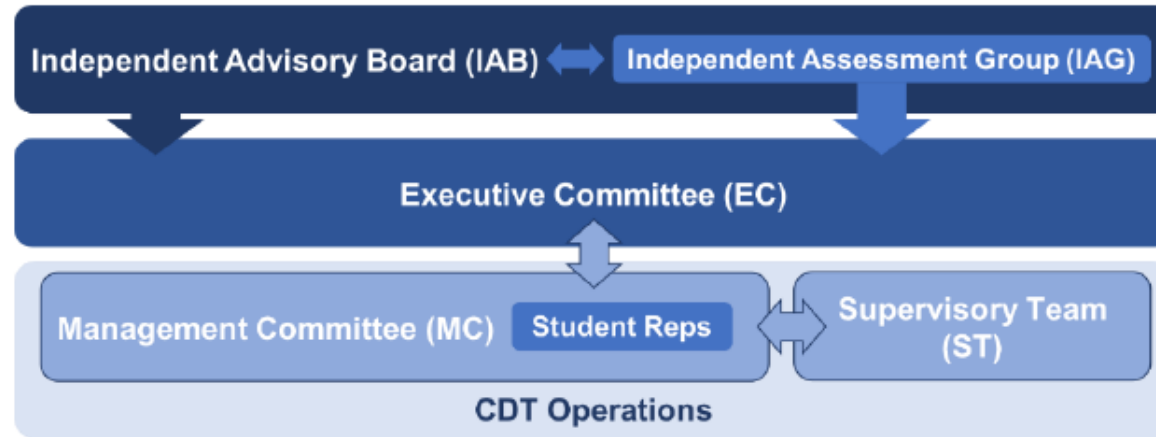 Independent Advisory Board (IAB)
Independent Assessment Group (IAG)
Executive Committee (EC)
Management Committee (MC)
Student Reps
Supervisory Team
(ST)
CDT Operations